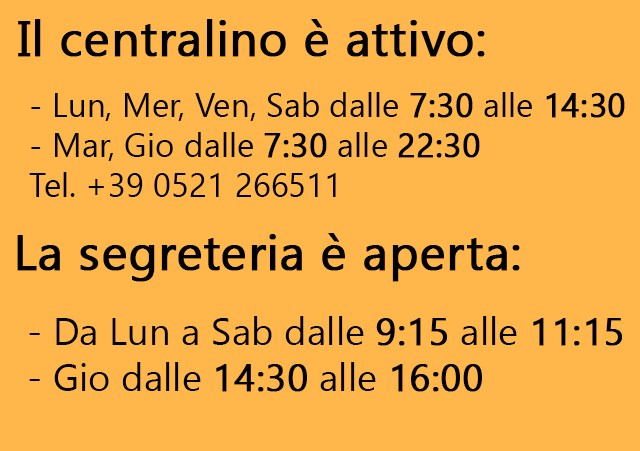 Il centralino è attivo:
- Lun, Mer, Ven, Sab dalle 7:30 alle 14:30
- Mar, Gio dalle 7:30 alle 22:30
Tel. +39 0521 266511
La segreteria è aperta:
- Da Lun a Sab dalle 9:15 alle 11:15
- Gio dalle 14:30 alle 16:00